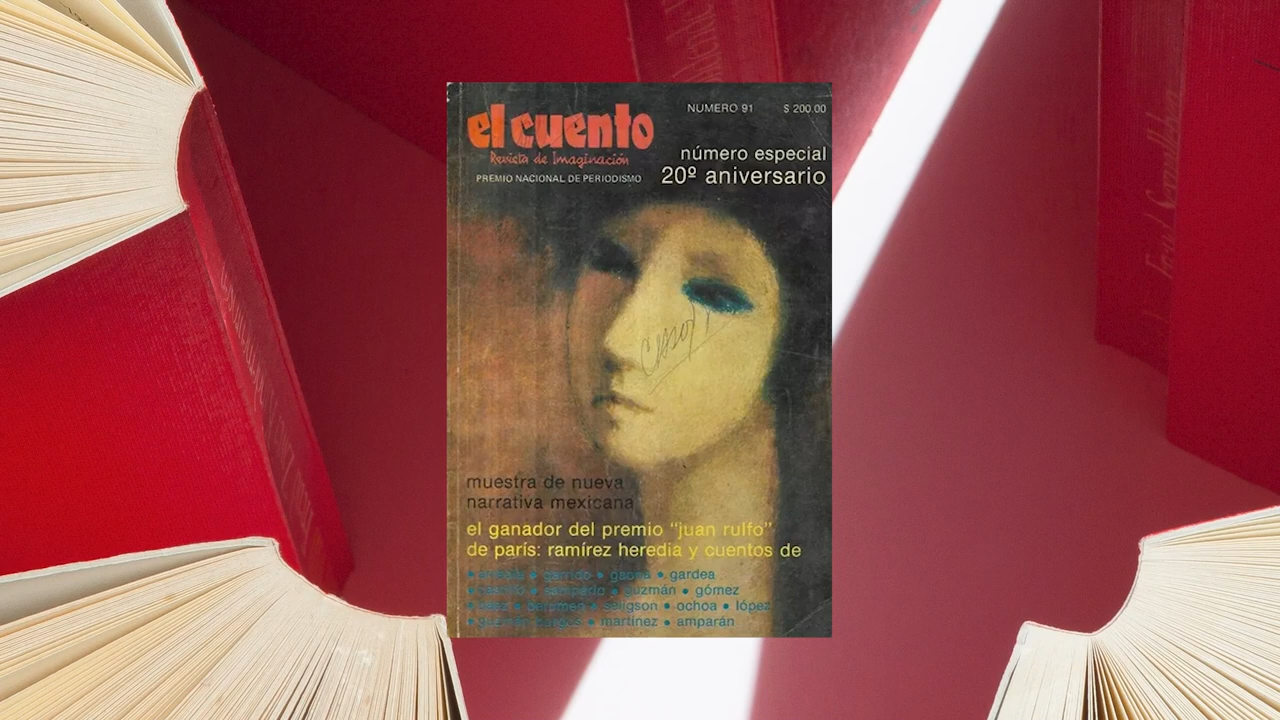 el cuento
Revista de Imaginación
PREMIO NACIONAL DE PERIODISMO
NUMERO 91 $ 200.00
número especial
20º aniversario
muestra de nueva
narrativa mexicana
el ganador del premio "juan rulfo"
de parís: ramírez heredia y cuentos de
garrido • gaona • gardea
• samperio • guzmán • gómez
• seligson • ochoa • lópez
• guzmán burgos • martínez • amparán